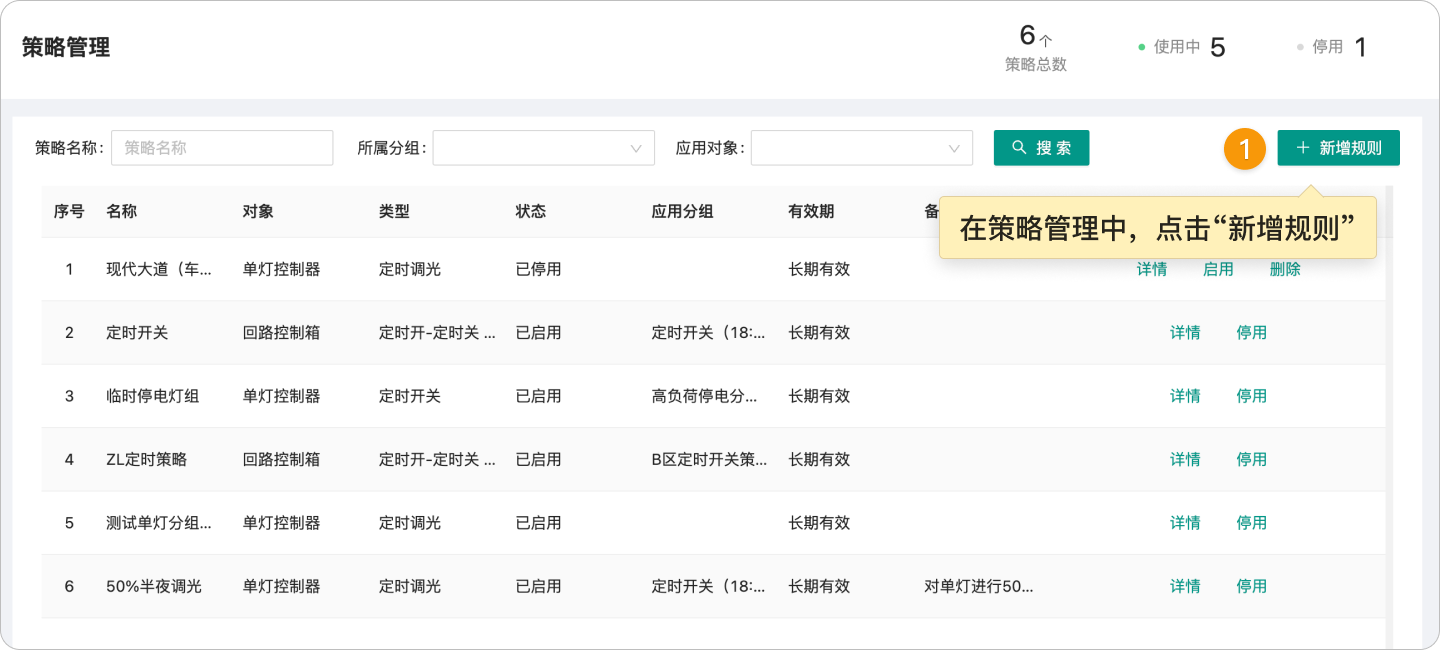 策略管理
6个
策略总数
使用中 5
停用 1
策略名称: 策略名称 所属分组: 应用对象: 搜 索 1 新增规则
序号 名称 对象 类型 状态 应用分组 有效期 备
在策略管理中，点击“新增规则”
1 现代大道（车... 单灯控制器 定时调光 已停用 长期有效 详情 启用 删除
2 定时开关 回路控制箱 定时开-定时关 ... 已启用 定时开关（18:... 长期有效 详情 停用
3 临时停电灯组 单灯控制器 定时开关 已启用 高负荷停电分... 长期有效 详情 停用
4 ZL定时策略 回路控制箱 定时开-定时关 ... 已启用 B区定时开关策... 长期有效 详情 停用
5 测试单灯分组... 单灯控制器 定时调光 已启用 长期有效 详情 停用
6 50%半夜调光 单灯控制器 定时调光 已启用 定时开关（18:... 长期有效 对单灯进行50... 详情 停用